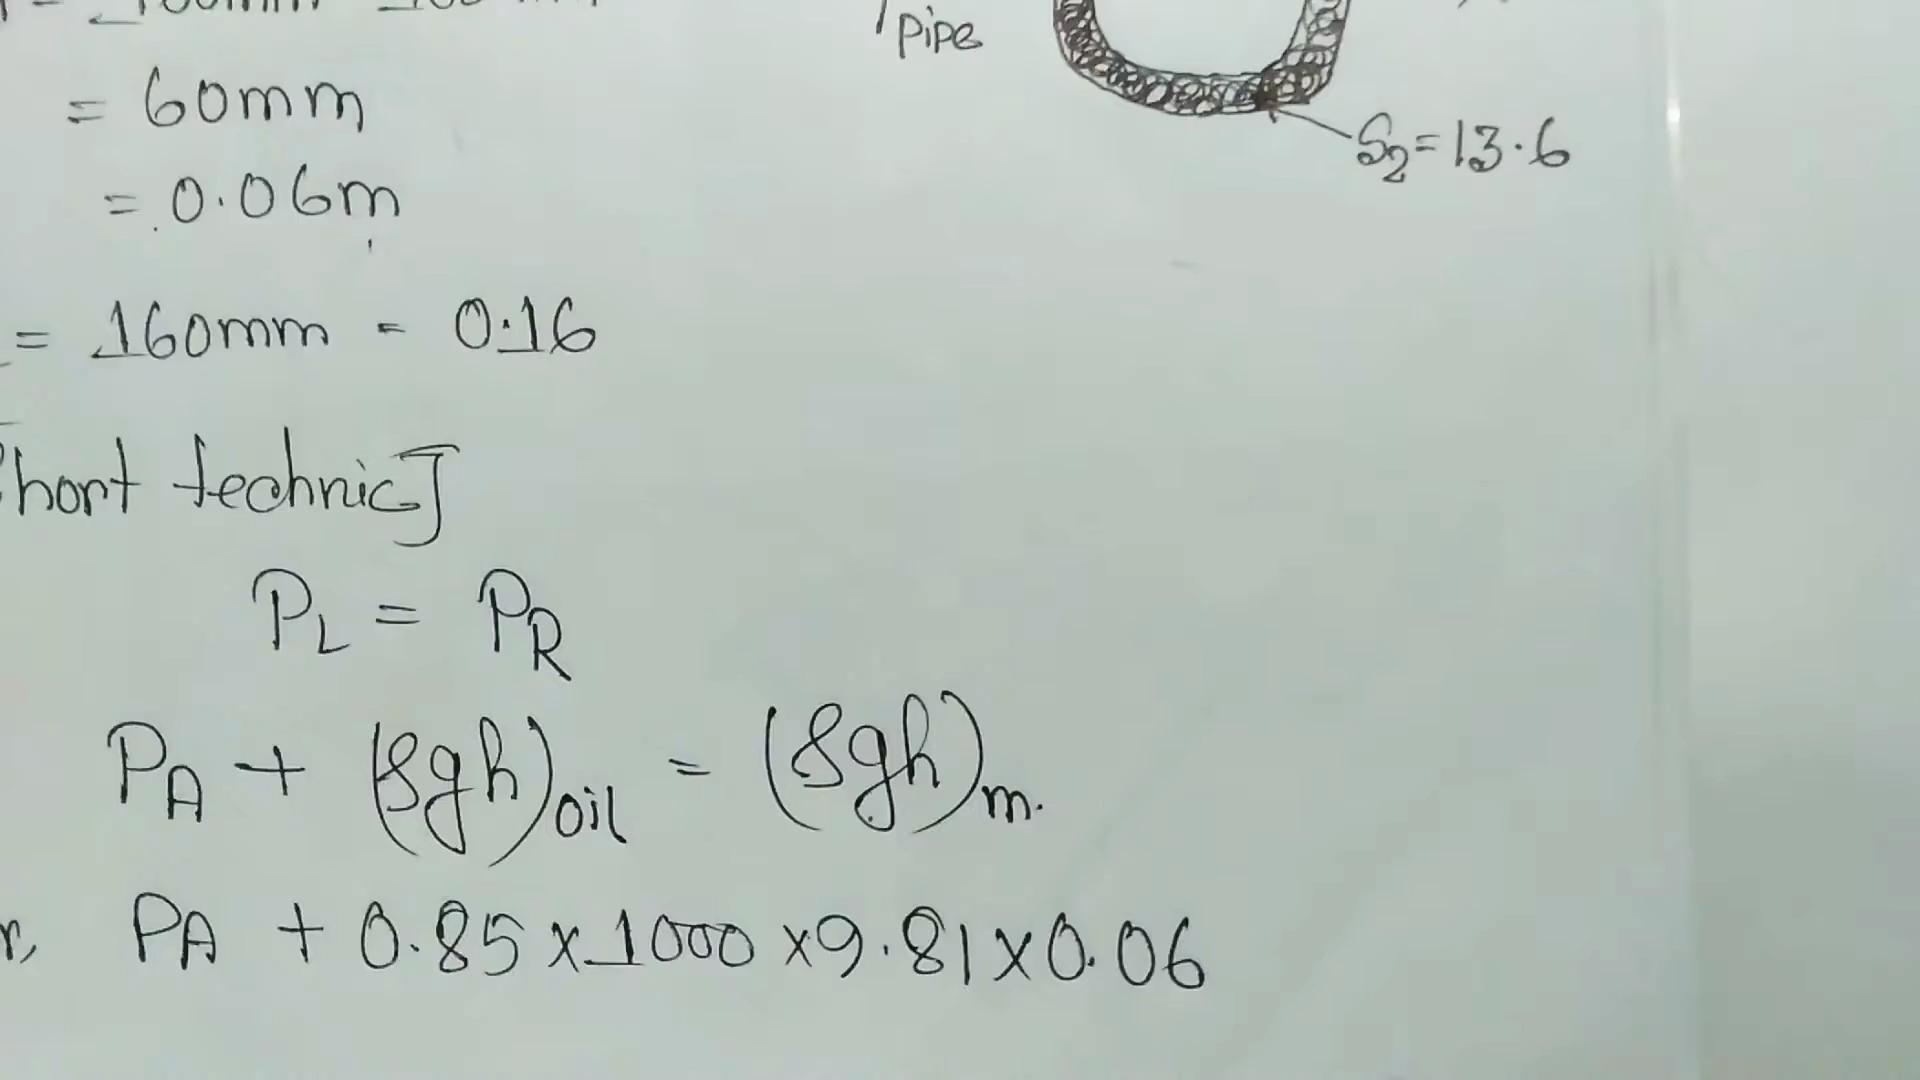 pipe
= 60mm
S2 = 13.6
= 0.06m
= 160mm - 0.16
hort technic]
PL = PR
PA + (ρgh)oil = (ρgh)m.
r, PA + 0.85 x 1000 x 9.81 x 0.06